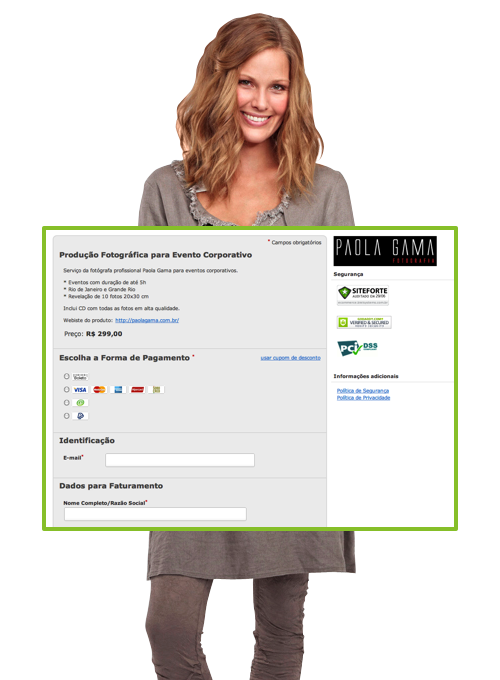 * Campos obrigatórios
Produção Fotográfica para Evento Corporativo
Serviço da fotógrafa profissional Paola Gama para eventos corporativos.
* Eventos com duração de até 5h
* Rio de Janeiro e Grande Rio
* Revelação de 10 fotos 20x30 cm
Inclui CD com todas as fotos em alta qualidade.
Webiste do produto: http://paolagama.com.br/
Preço: R$ 299,00
Escolha a Forma de Pagamento *
usar cupom de desconto
Boleto
VISA
Identificação
E-mail*
Dados para Faturamento
Nome Completo/Razão Social*
PAOLA GAMA
FOTOGRAFIA
Segurança
SITEFORTE
VERIFIED & SECURED
PCI DSS
Informações adicionais
Política de Segurança
Política de Privacidade